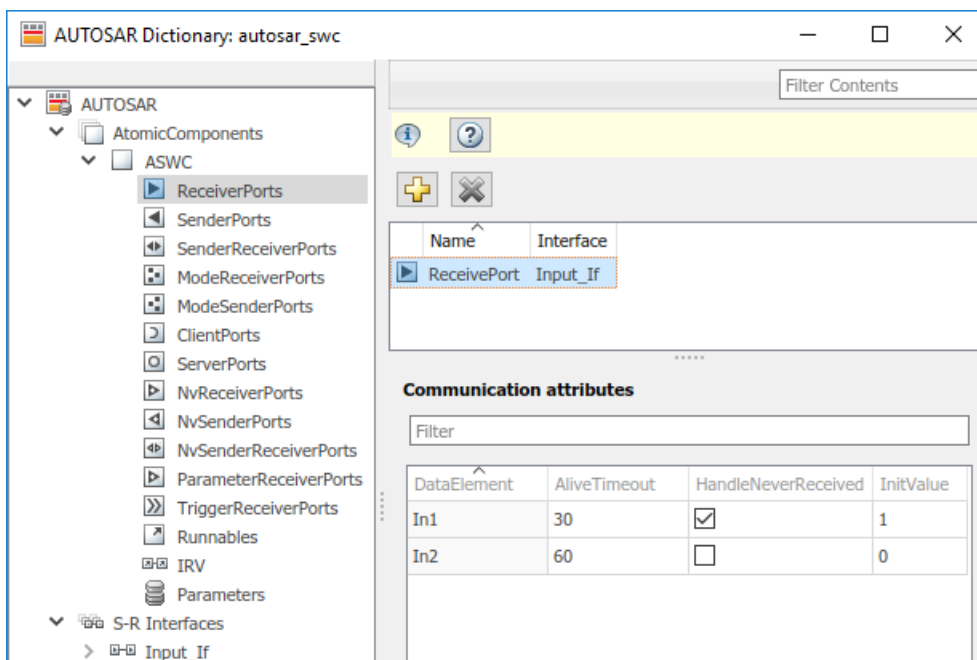 AUTOSAR Dictionary: autosar_swc
Filter Contents
AUTOSAR
AtomicComponents
ASWC
ReceiverPorts
SenderPorts
SenderReceiverPorts
ModeReceiverPorts
ModeSenderPorts
ClientPorts
ServerPorts
NvReceiverPorts
NvSenderPorts
NvSenderReceiverPorts
ParameterReceiverPorts
TriggerReceiverPorts
Runnables
IRV
Parameters
S-R Interfaces
Input_If
Name Interface
ReceivePort Input_If
Communication attributes
Filter
DataElement AliveTimeout HandleNeverReceived InitValue
In1 30 1
In2 60 0